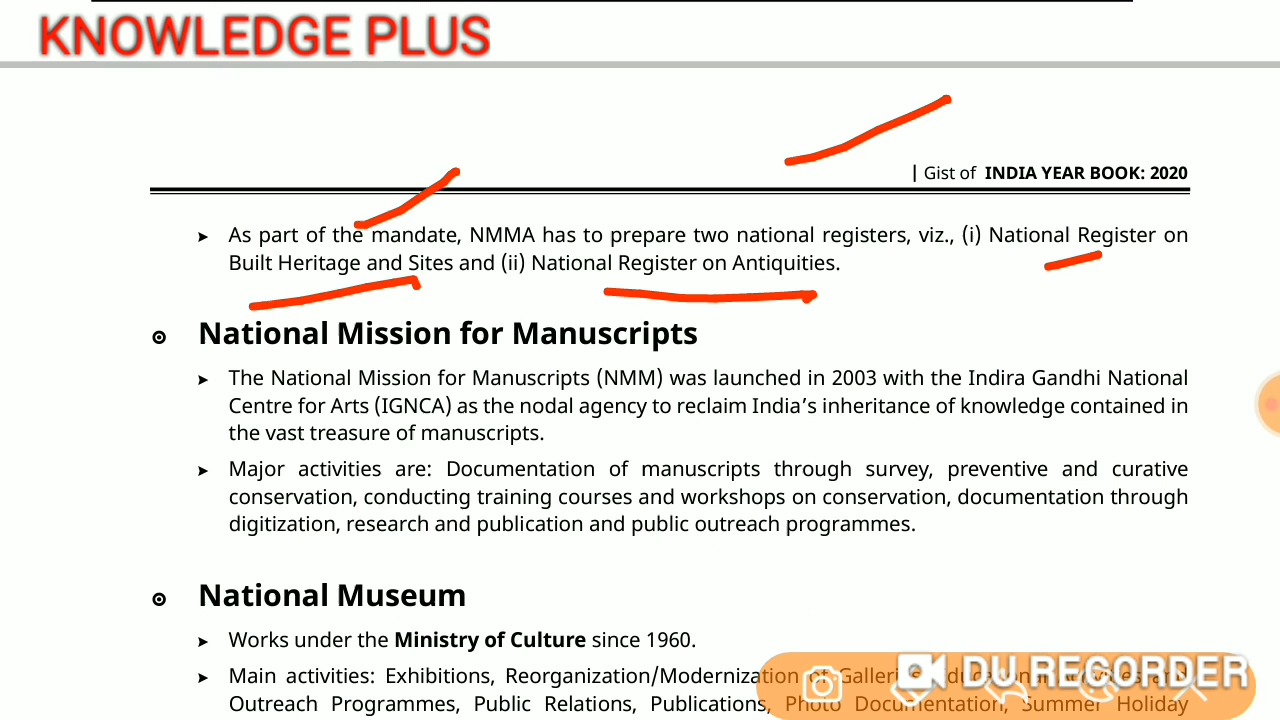 KNOWLEDGE PLUS
| Gist of INDIA YEAR BOOK: 2020
➤ As part of the mandate, NMMA has to prepare two national registers, viz., (i) National Register on
Built Heritage and Sites and (ii) National Register on Antiquities.
National Mission for Manuscripts
➤ The National Mission for Manuscripts (NMM) was launched in 2003 with the Indira Gandhi National
Centre for Arts (IGNCA) as the nodal agency to reclaim India’s inheritance of knowledge contained in
the vast treasure of manuscripts.
➤ Major activities are: Documentation of manuscripts through survey, preventive and curative
conservation, conducting training courses and workshops on conservation, documentation through
digitization, research and publication and public outreach programmes.
National Museum
➤ Works under the Ministry of Culture since 1960.
➤ Main activities: Exhibitions, Reorganization/Modernization of
Outreach Programmes, Public Relations, Publications, Photo Documentation, Summer Holiday
DU RECORDER